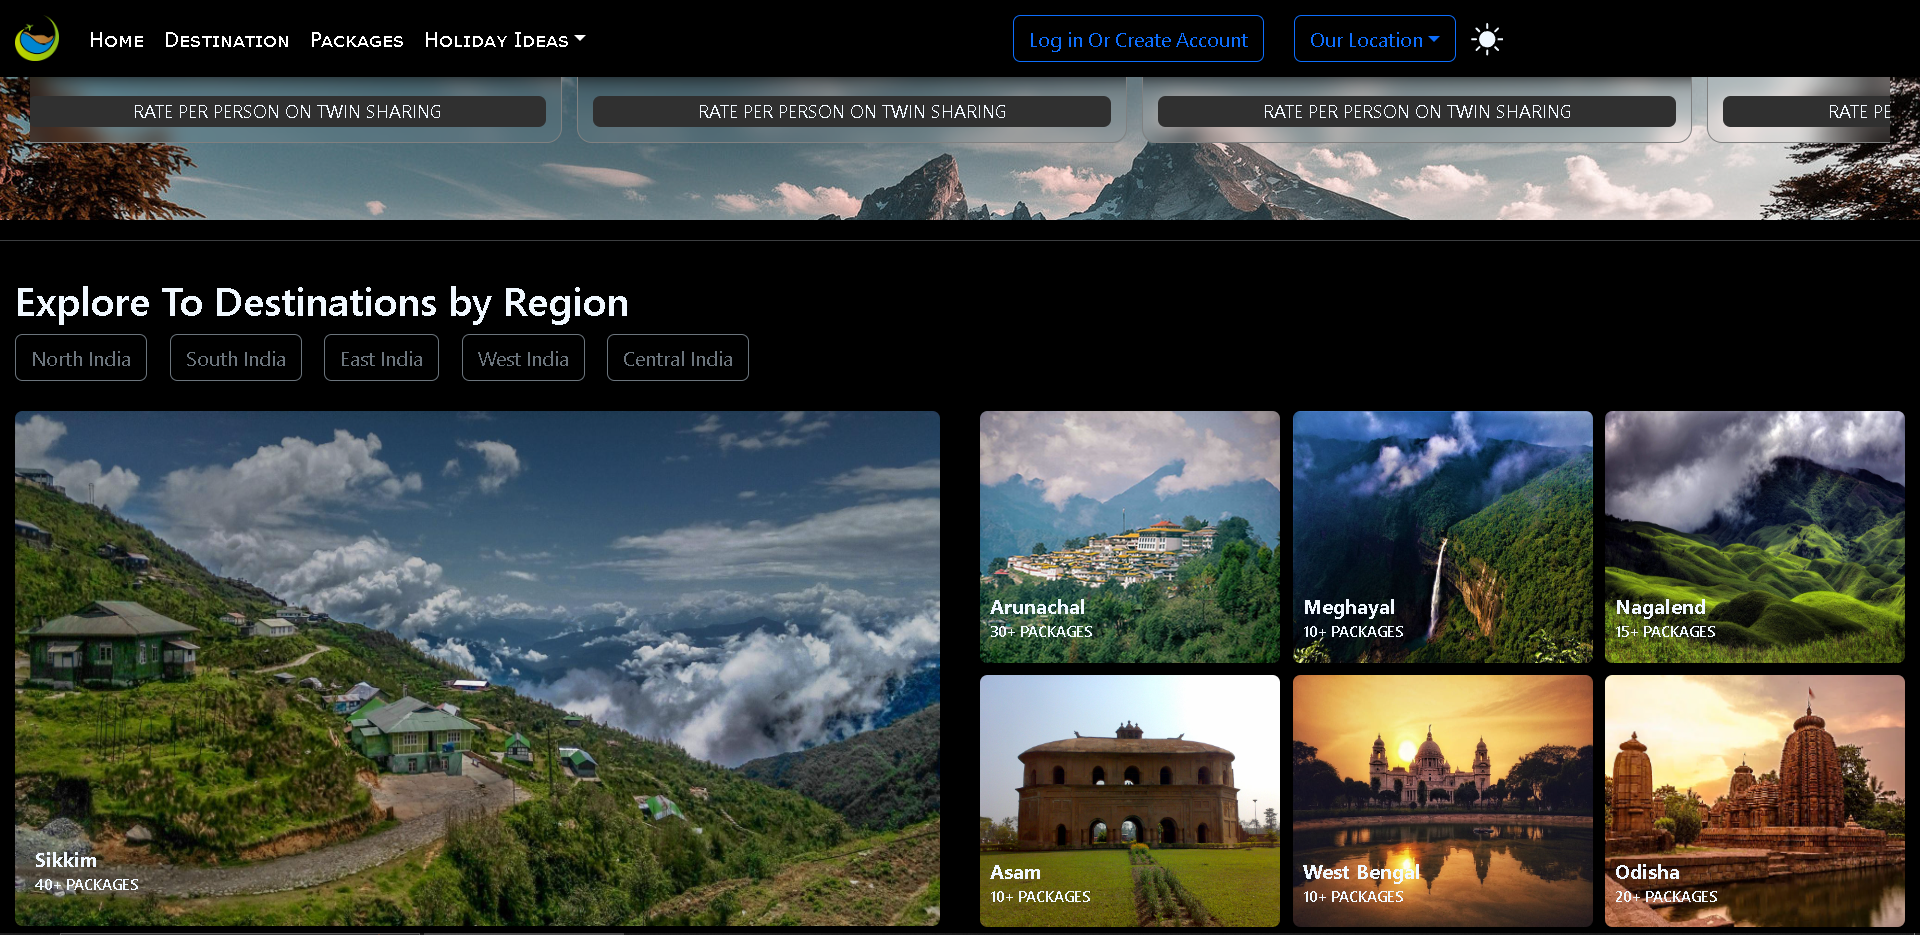 Home Destination Packages Holiday Ideas Log in Or Create Account Our Location
RATE PER PERSON ON TWIN SHARING RATE PER PERSON ON TWIN SHARING RATE PER PERSON ON TWIN SHARING RATE PE
Explore To Destinations by Region
North India South India East India West India Central India
Sikkim
40+ PACKAGES
Arunachal
30+ PACKAGES
Meghayal
10+ PACKAGES
Nagalend
15+ PACKAGES
Asam
10+ PACKAGES
West Bengal
10+ PACKAGES
Odisha
20+ PACKAGES